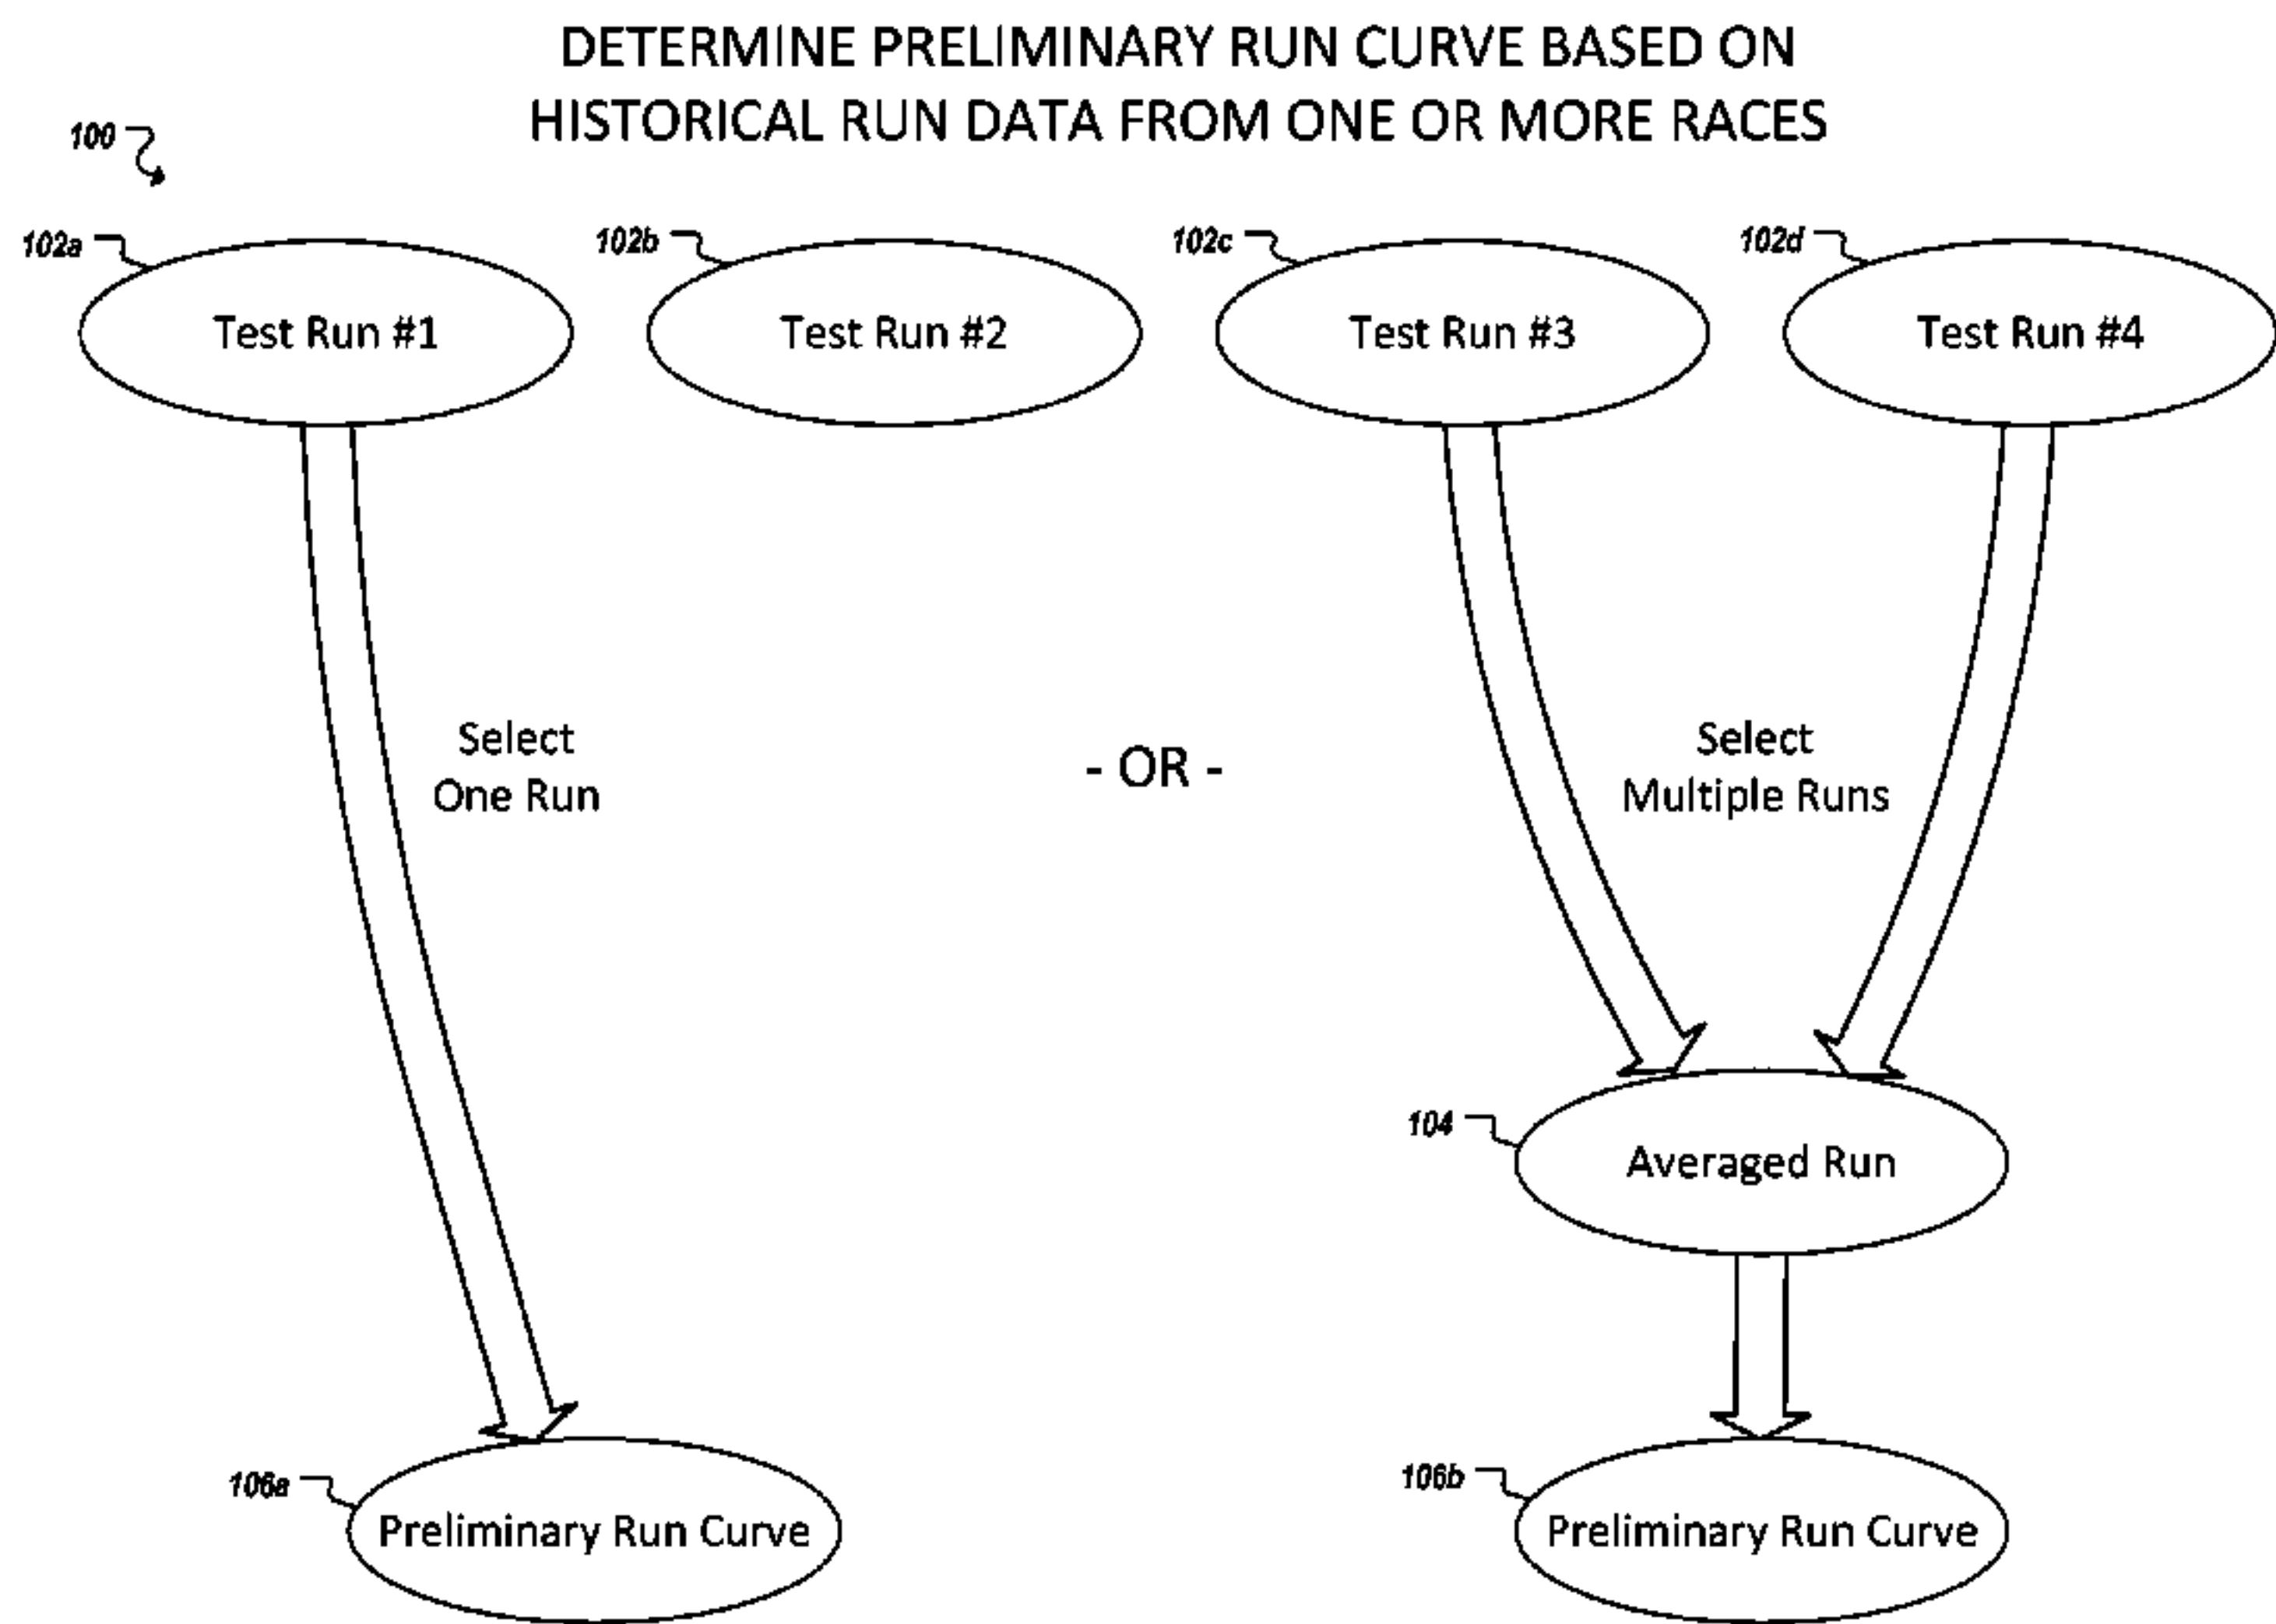 DETERMINE PRELIMINARY RUN CURVE BASED ON
HISTORICAL RUN DATA FROM ONE OR MORE RACES
100
102a
102b
102c
102d
Test Run #1
Test Run #2
Test Run #3
Test Run #4
Select
One Run
- OR -
Select
Multiple Runs
104
Averaged Run
106a
106b
Preliminary Run Curve
Preliminary Run Curve